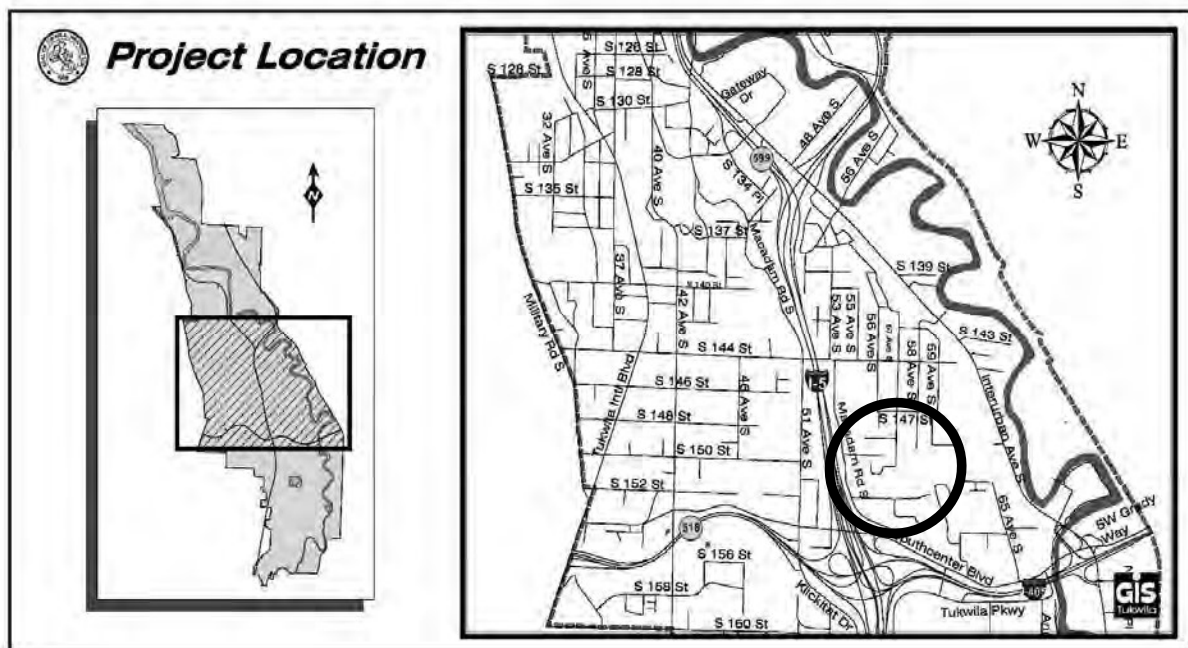 Project Location
N
N
W E
S
S 126 St
S 128 St
S 128 St
S 130 St
Gateway
Dr
48 Ave S
56 Ave S
32 Ave S
40 Ave S
599
S 134 Pl
S 135 St
S 137 St
Macadam Rd S
S 139 St
S 140 St
37 Ave S
42 Ave S
Military Rd S
53 Ave S
55 Ave S
56 Ave S
58 Ave S
59 Ave S
S 143 St
S 144 St
Tukwila Intl Blvd
S 146 St
46 Ave S
I-5
Interurban Ave S
S 147 St
S 148 St
51 Ave S
Macadam Rd S
S 150 St
S 152 St
65 Ave S
SW Grady
Way
518
S 156 St
Southcenter Blvd
S 158 St
Klickitat Dr
I-405
Tukwila Pkwy
S 160 St
GIS
Tukwila